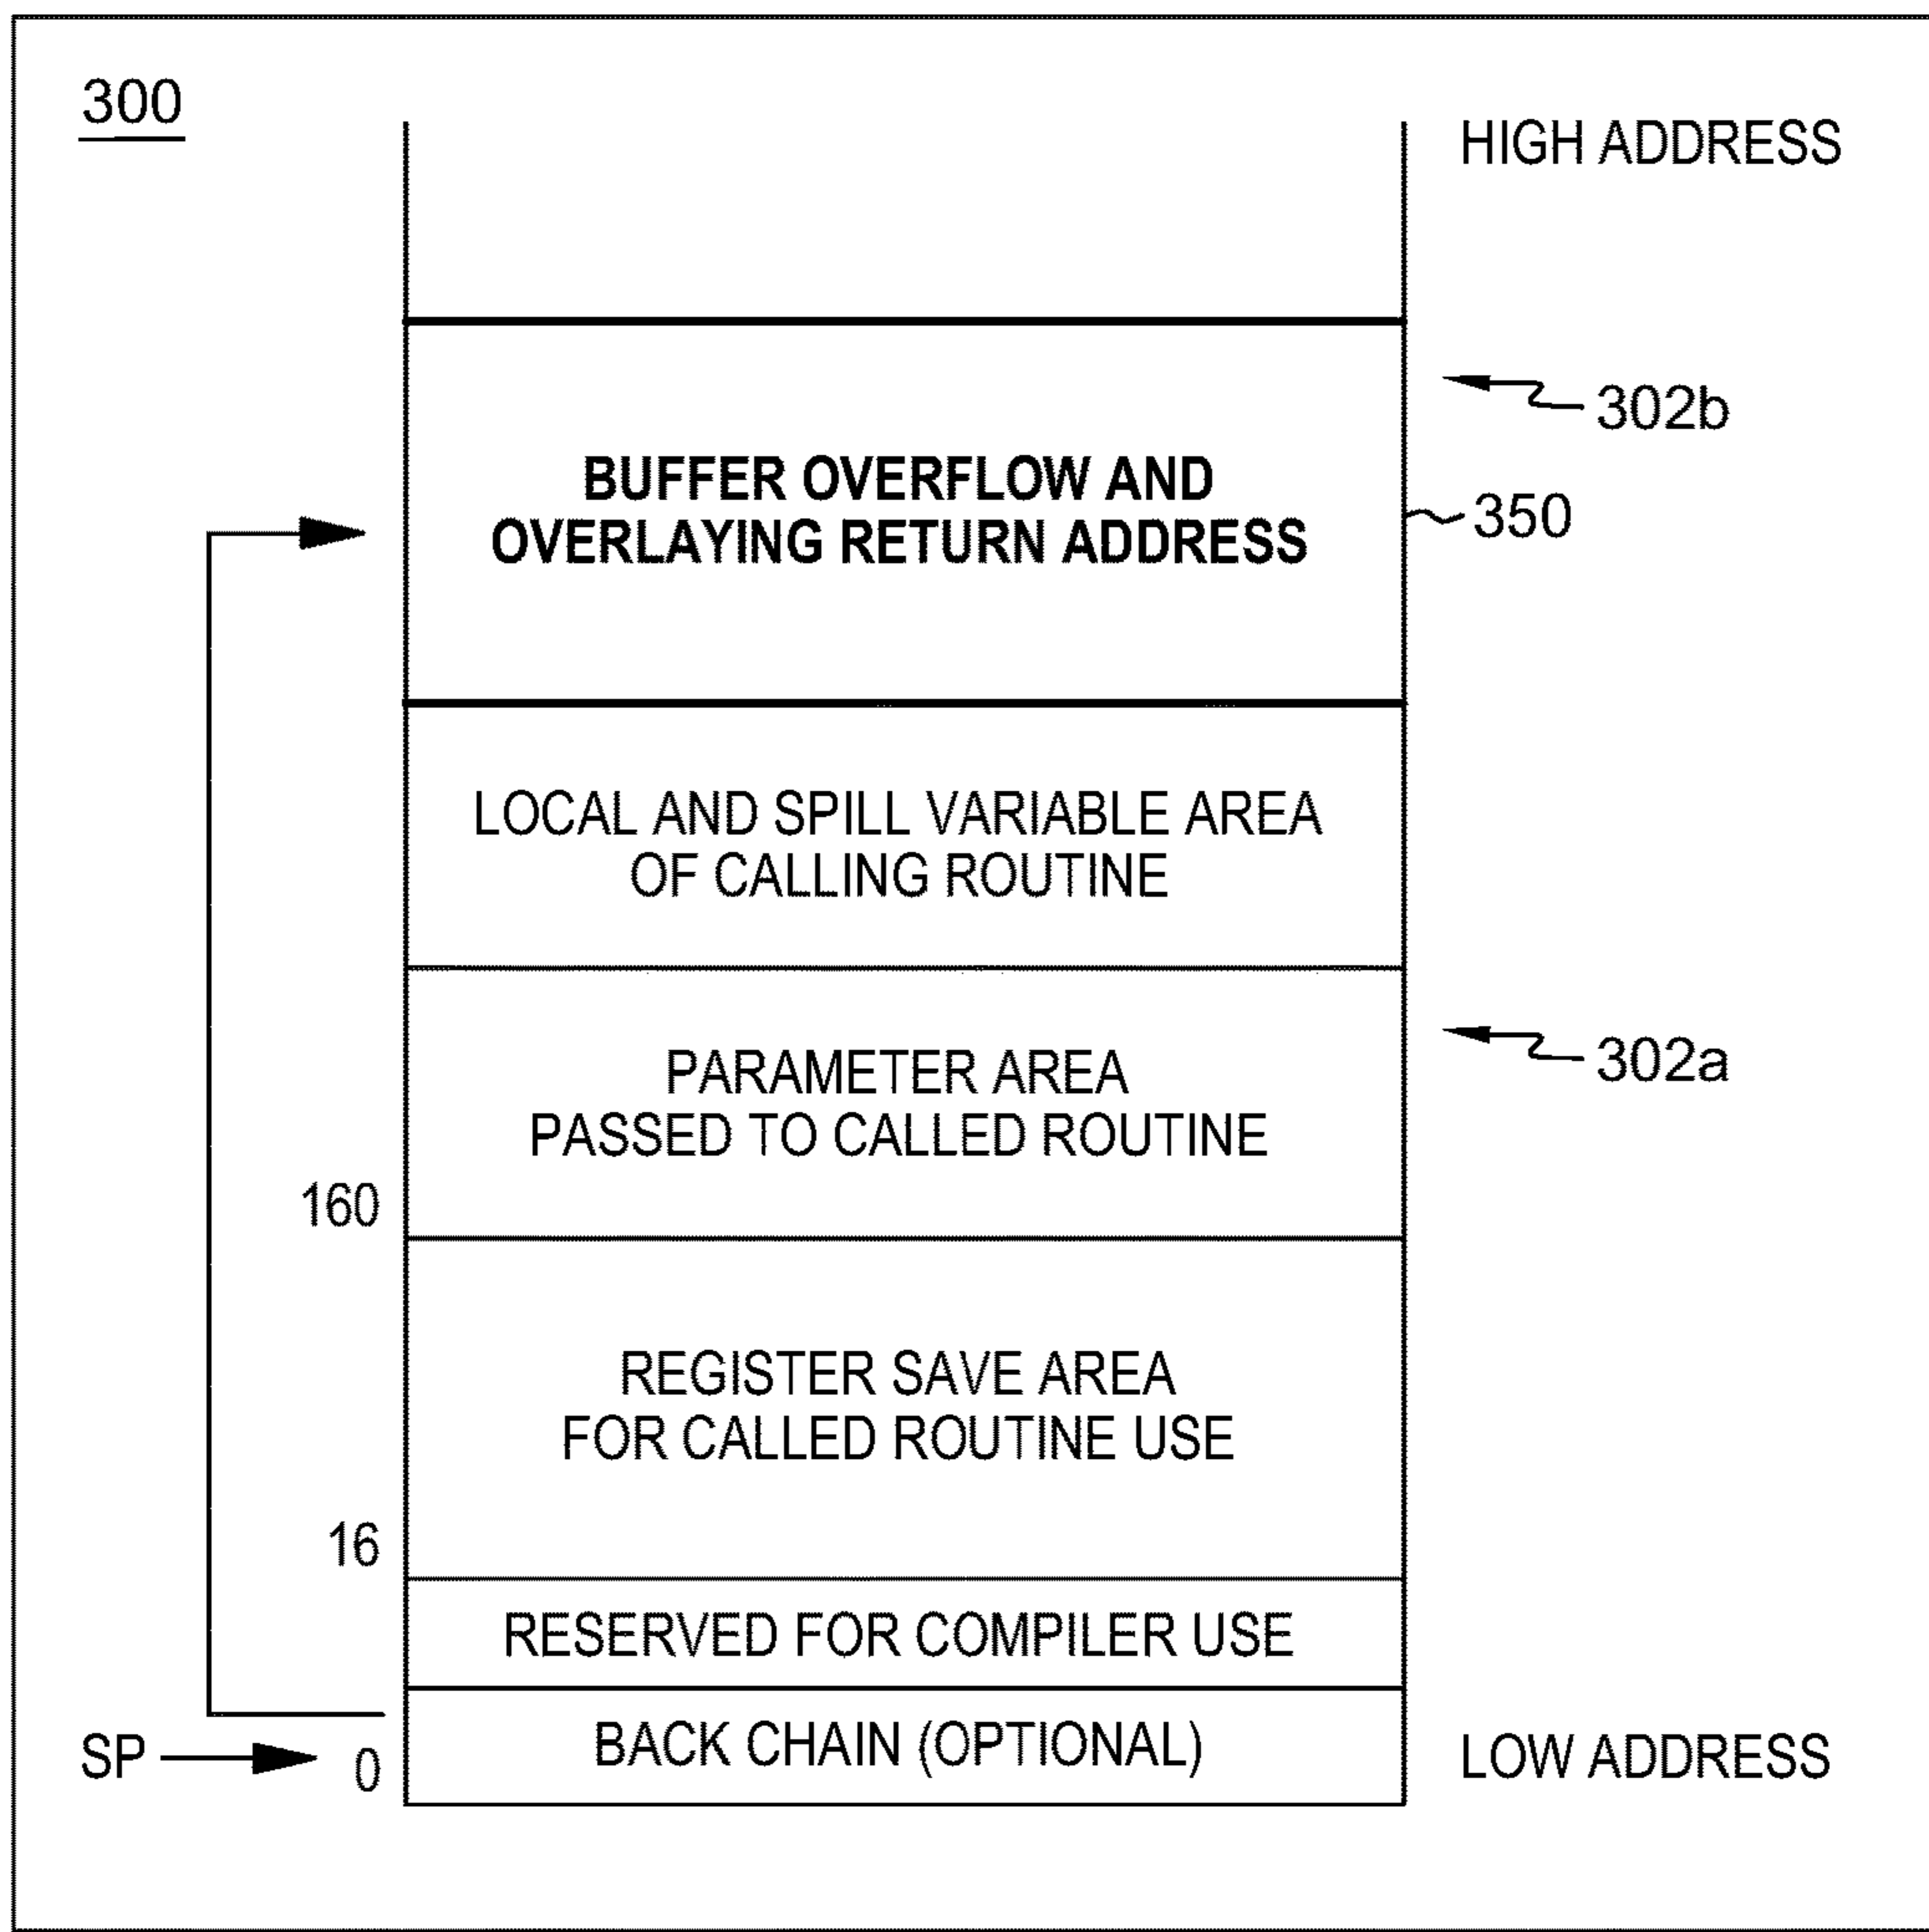 300
HIGH ADDRESS
302b
BUFFER OVERFLOW AND
OVERLAYING RETURN ADDRESS
350
LOCAL AND SPILL VARIABLE AREA
OF CALLING ROUTINE
302a
PARAMETER AREA
PASSED TO CALLED ROUTINE
160
REGISTER SAVE AREA
FOR CALLED ROUTINE USE
16
RESERVED FOR COMPILER USE
BACK CHAIN (OPTIONAL)
SP
0
LOW ADDRESS